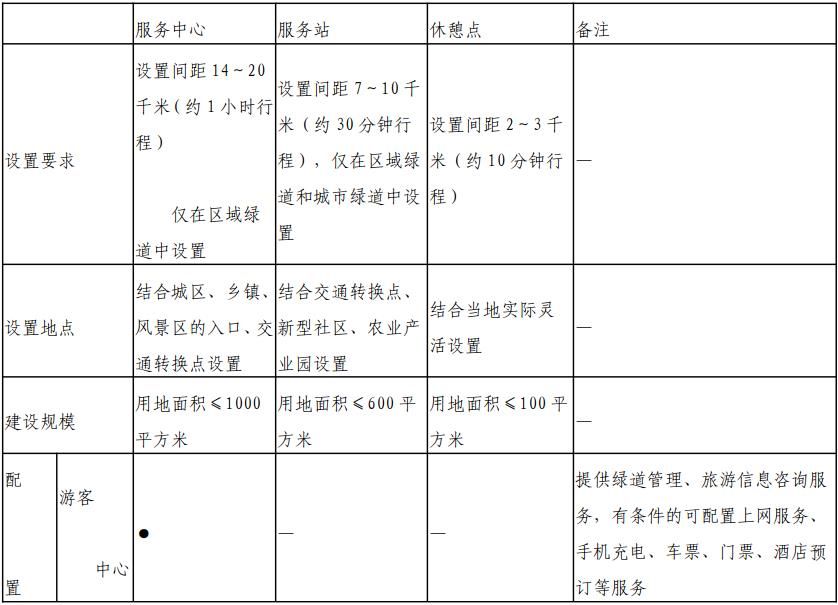 服务中心 服务站 休憩点 备注
设置要求
设置间距 14～20
千米（约 1 小时行
程）
仅在区域绿
道中设置
设置间距 7～10 千
米（约 30 分钟行
程），仅在区域绿
道和城市绿道中设
置
设置间距 2～3 千
米（约 10 分钟行
程）
—
设置地点
结合城区、乡镇、
风景区的入口、交
通转换点设置
结合交通转换点、
新型社区、农业产
业园设置
结合当地实际灵
活设置
—
建设规模
用地面积≤1000
平方米
用地面积≤600 平
方米
用地面积≤100 平
方米
—
配
置
游客
中心
●
—
—
提供绿道管理、旅游信息咨询服
务，有条件的可配置上网服务、
手机充电、车票、门票、酒店预
订等服务